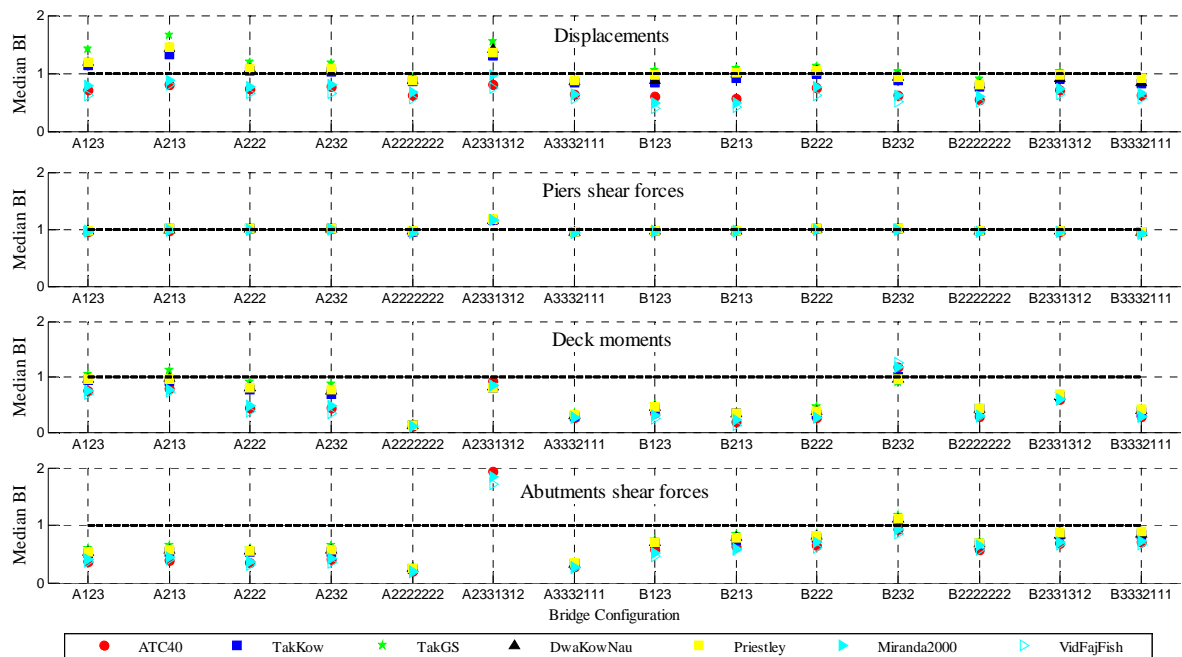 Displacements
Median BI
2
1
0
A123 A213 A222 A232 A2222222 A2331312 A3332111 B123 B213 B222 B232 B2222222 B2331312 B3332111
Piers shear forces
Median BI
2
1
0
A123 A213 A222 A232 A2222222 A2331312 A3332111 B123 B213 B222 B232 B2222222 B2331312 B3332111
Deck moments
Median BI
2
1
0
A123 A213 A222 A232 A2222222 A2331312 A3332111 B123 B213 B222 B232 B2222222 B2331312 B3332111
Abutments shear forces
Median BI
2
1
0
A123 A213 A222 A232 A2222222 A2331312 A3332111 B123 B213 B222 B232 B2222222 B2331312 B3332111
Bridge Configuration
ATC40 TakKow TakGS DwaKowNau Priestley Miranda2000 VidFajFish